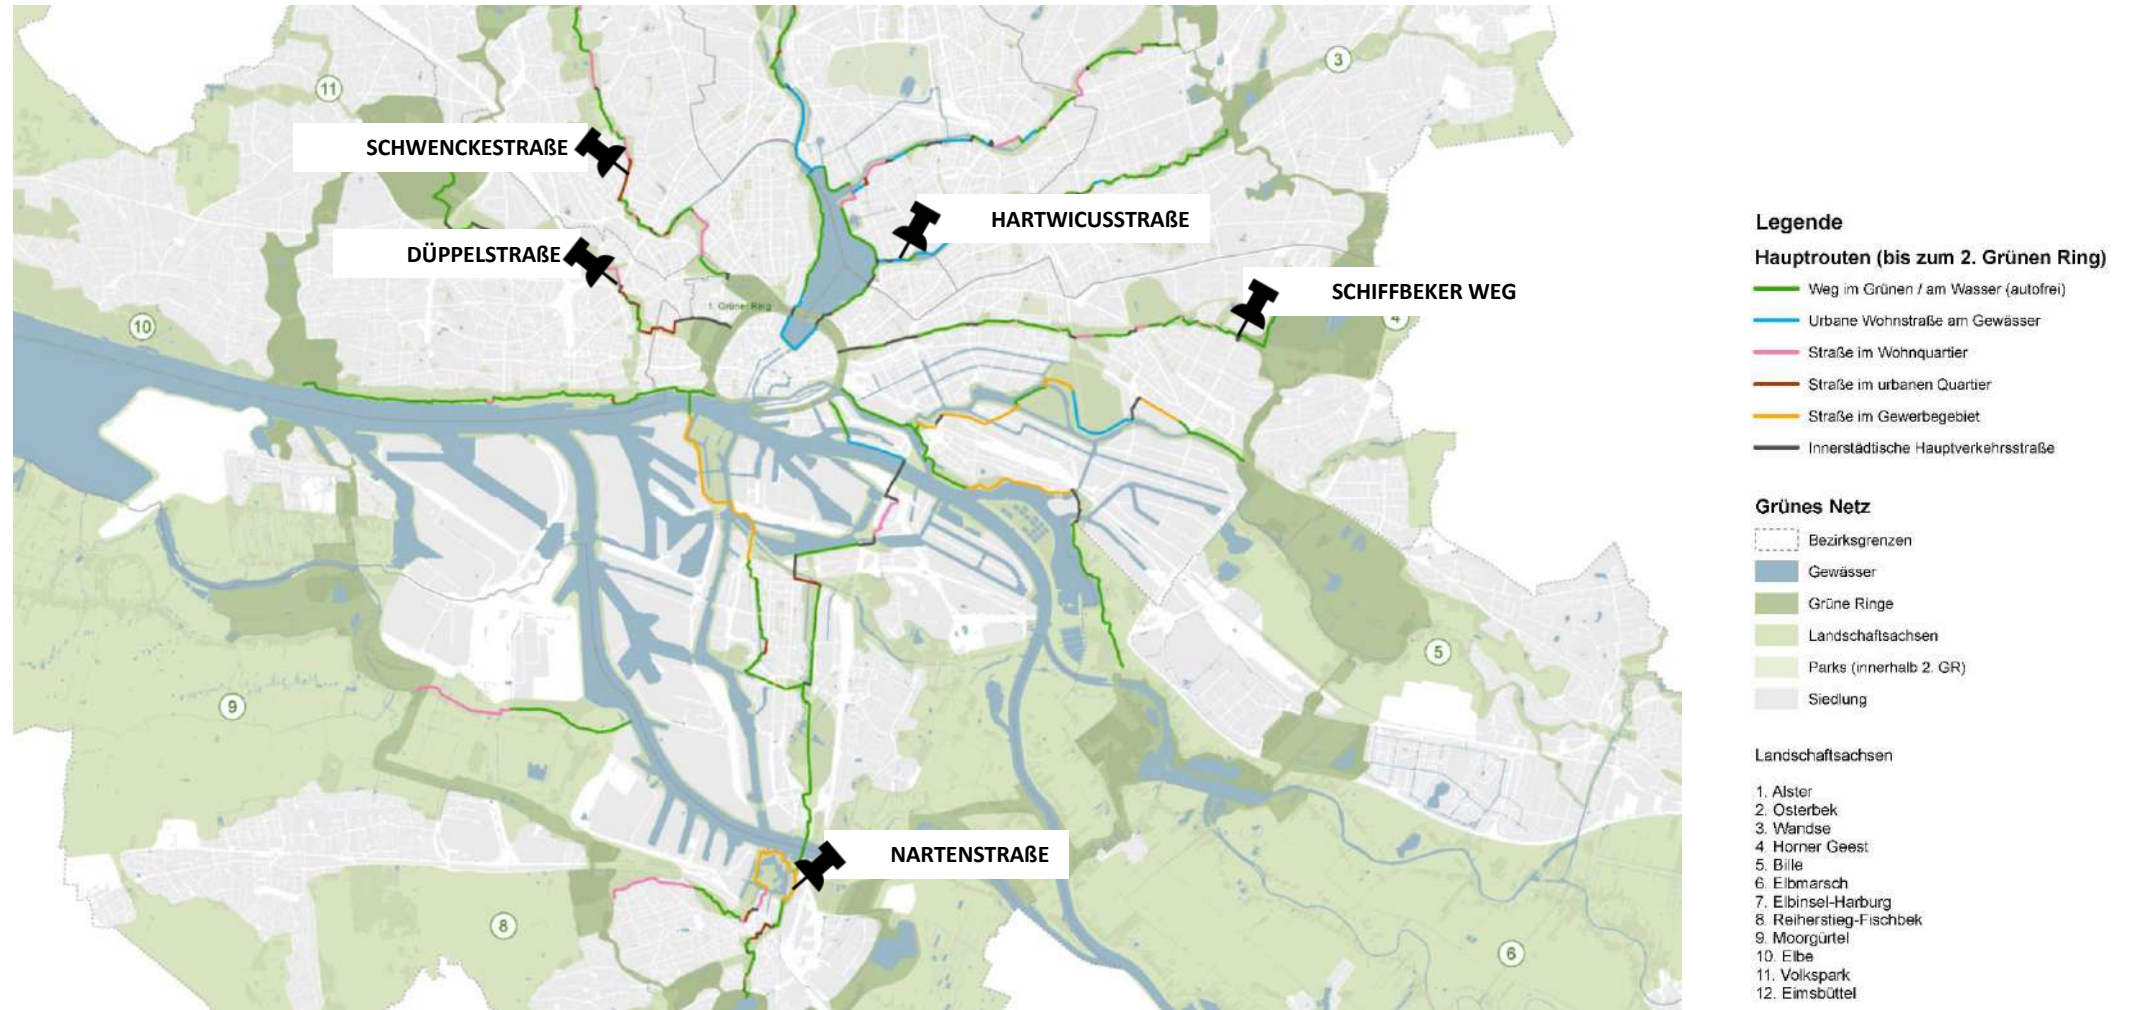 3
11
SCHWENCKESTRAßE
HARTWICUSSTRAßE
DÜPPELSTRAßE
SCHIFFBEKER WEG
1. Grüner Ring
10
4
5
9
NARTENSTRAßE
8
6
Legende
Hauptrouten (bis zum 2. Grünen Ring)
Weg im Grünen / am Wasser (autofrei)
Urbane Wohnstraße am Gewässer
Straße im Wohnquartier
Straße im urbanen Quartier
Straße im Gewerbegebiet
Innerstädtische Hauptverkehrsstraße
Grünes Netz
Bezirksgrenzen
Gewässer
Grüne Ringe
Landschaftsachsen
Parks (innerhalb 2. GR)
Siedlung
Landschaftsachsen
1. Alster
2. Osterbek
3. Wandse
4. Horner Geest
5. Bille
6. Elbmarsch
7. Elbinsel-Harburg
8. Reiherstieg-Fischbek
9. Moorgürtel
10. Elbe
11. Volkspark
12. Eimsbüttel